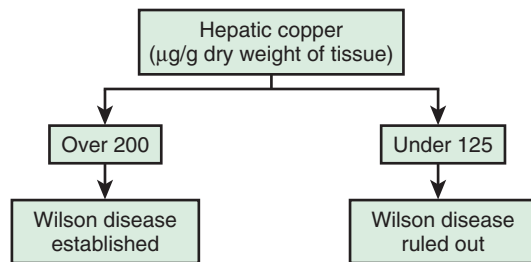 Hepatic copper
(μg/g dry weight of tissue)
Over 200
Under 125
Wilson disease
established
Wilson disease
ruled out